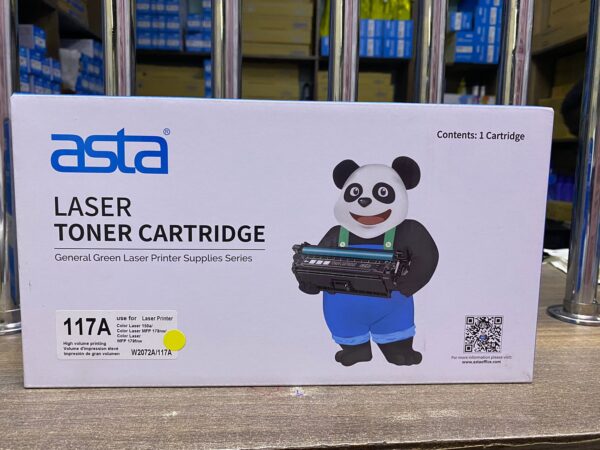 asta®
Contents: 1 Cartridge
LASER
TONER CARTRIDGE
General Green Laser Printer Supplies Series
117A
High volume printing
Volume d'impression élevé
Impresión de gran volumen
use for Laser Printer
Color Laser 150a/
Color Laser MFP 178nw/
Color Laser
MFP 179fnw
W2072A/117A
For more information please visit:
www.astaoffice.com